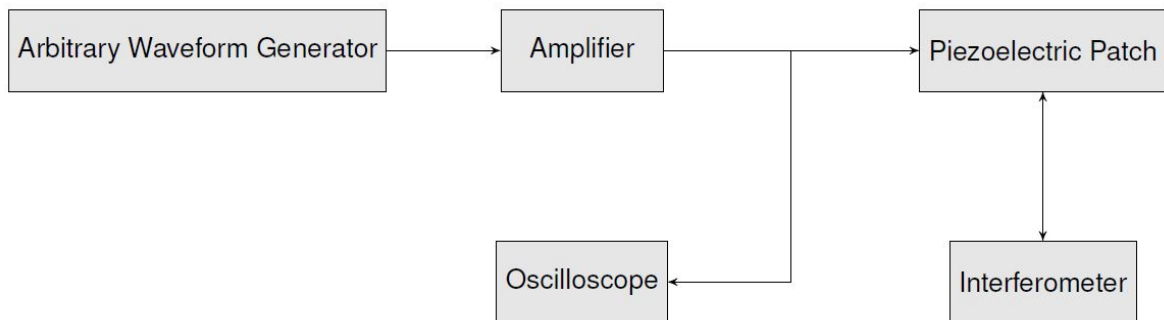 Arbitrary Waveform Generator
Amplifier
Piezoelectric Patch
Oscilloscope
Interferometer